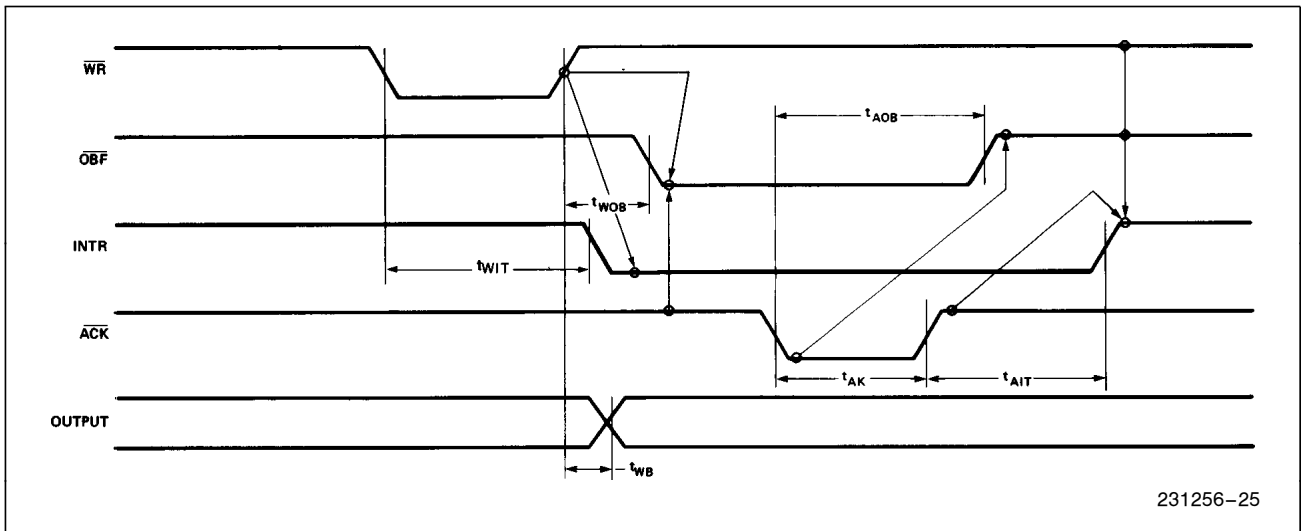 WR
tAOB
OBF
tWOB
INTR
tWIT
ACK
tAK
tAIT
OUTPUT
tWB
231256-25